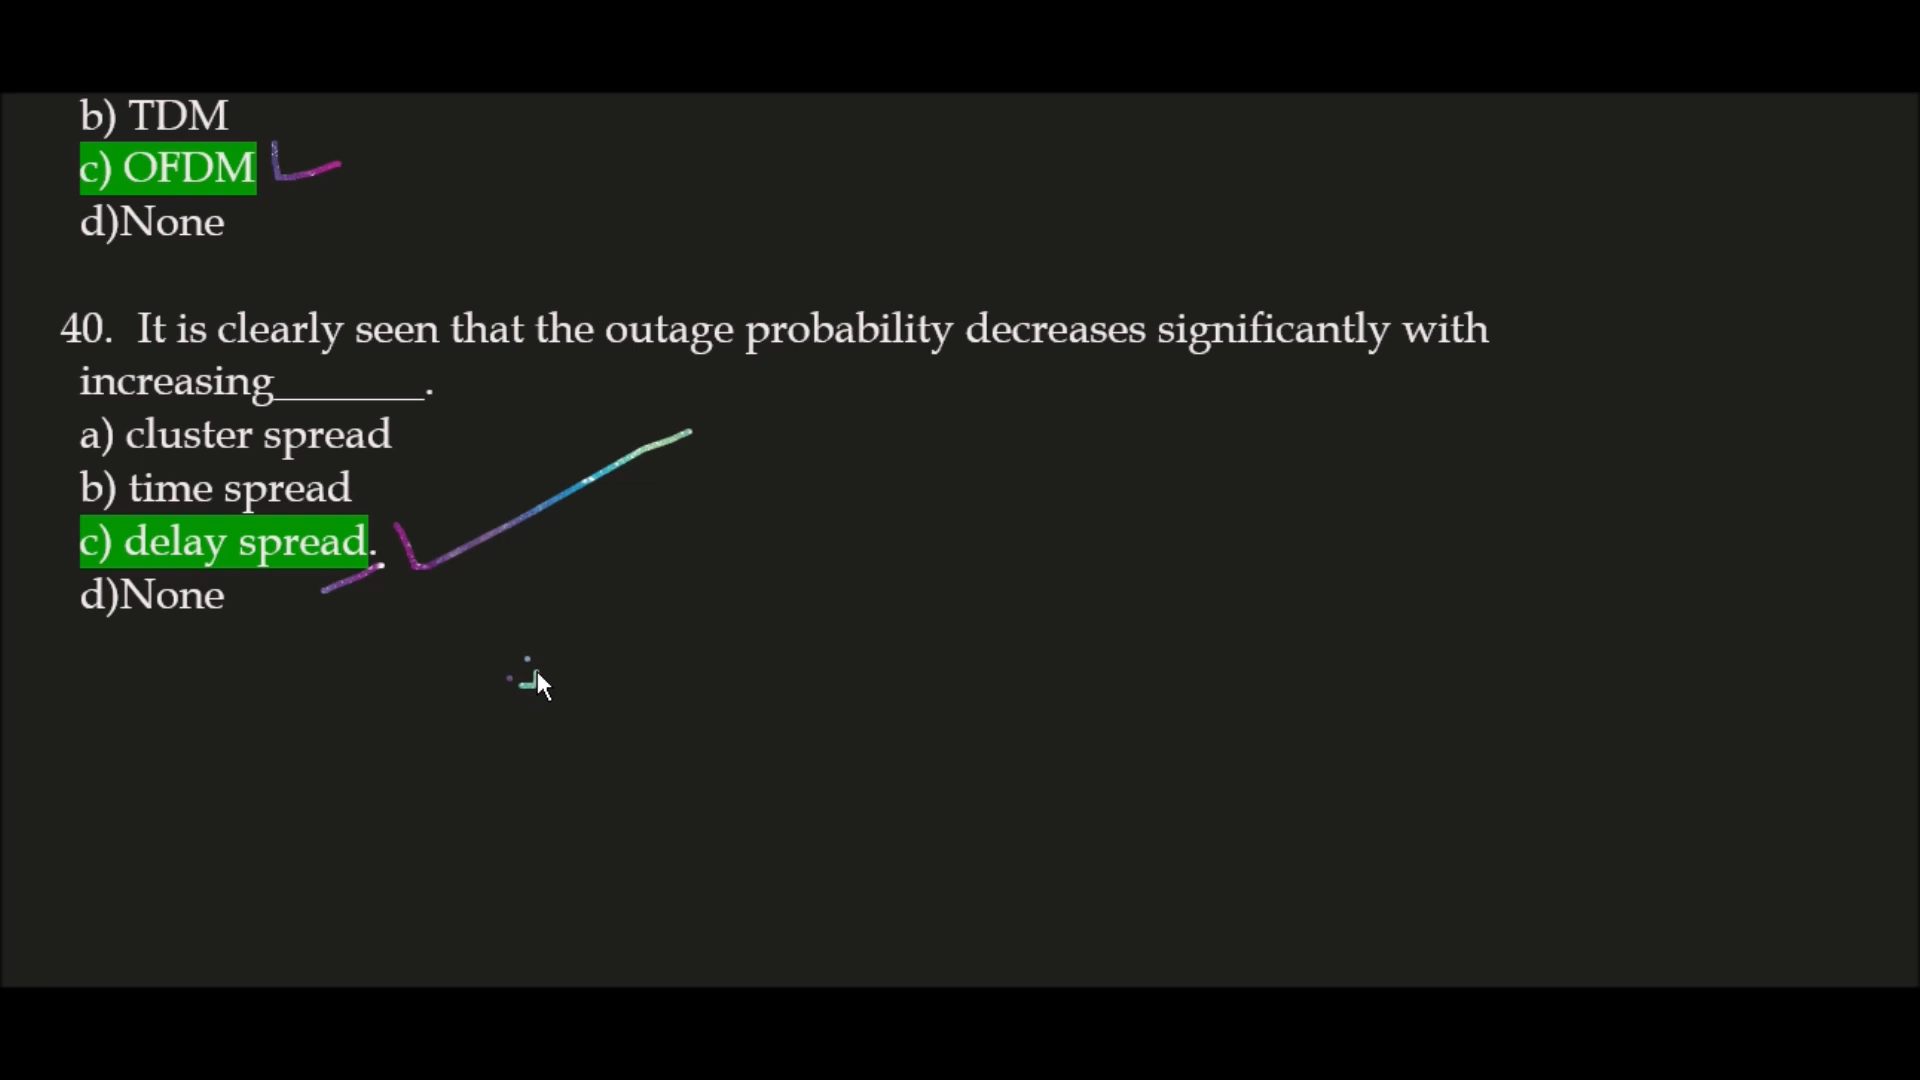 b) TDM
c) OFDM
d)None
40. It is clearly seen that the outage probability decreases significantly with
increasing_______.
a) cluster spread
b) time spread
c) delay spread.
d)None